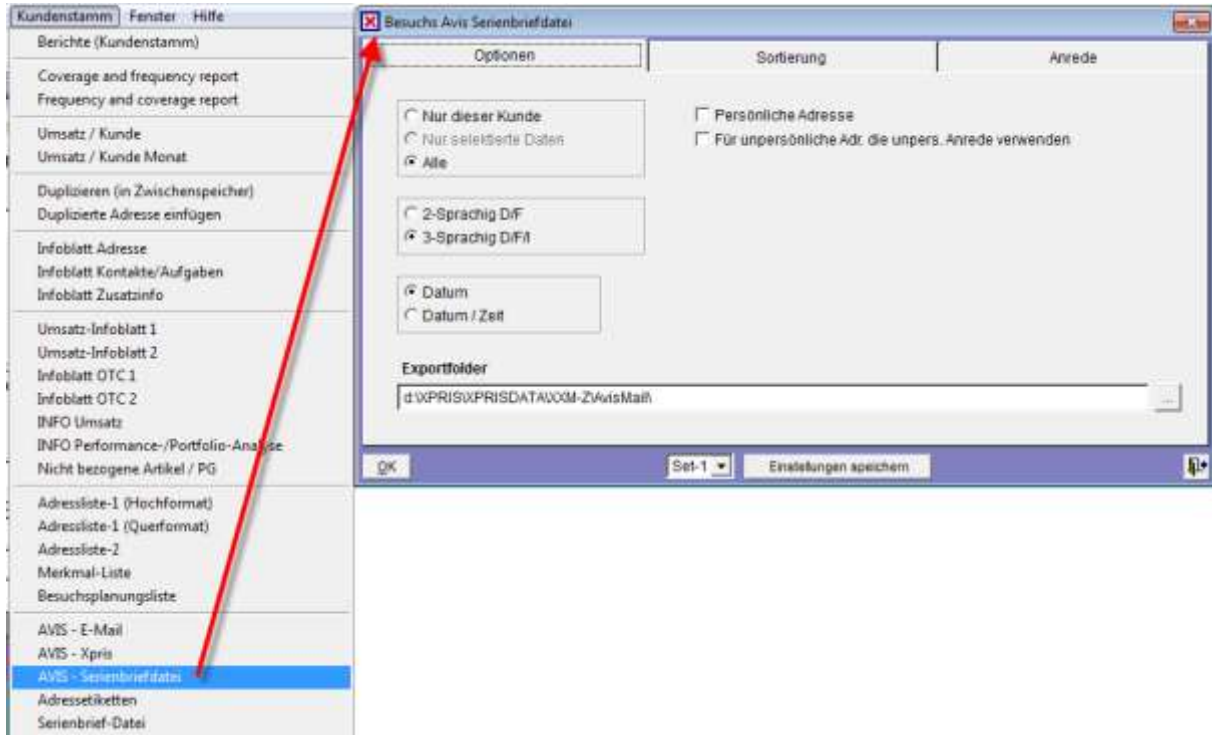 Kundenstamm Fenster Hilfe
Berichte (Kundenstamm)
Coverage and frequency report
Frequency and coverage report
Umsatz / Kunde
Umsatz / Kunde Monat
Duplizieren (in Zwischenspeicher)
Duplizierte Adresse einfügen
Infoblatt Adresse
Infoblatt Kontakte/Aufgaben
Infoblatt Zusatzinfo
Umsatz-Infoblatt 1
Umsatz-Infoblatt 2
Infoblatt OTC 1
Infoblatt OTC 2
INFO Umsatz
INFO Performance-/Portfolio-Analyse
Nicht bezogene Artikel / PG
Adressliste-1 (Hochformat)
Adressliste-1 (Querformat)
Adressliste-2
Merkmal-Liste
Besuchsplanungsliste
AVIS - E-Mail
AVIS - Xpris
AVIS - Serienbriefdatei
Adressetiketten
Serienbrief-Datei
Besuchs Avis Serienbriefdatei
Optionen Sortierung Anrede
Nur dieser Kunde
Nur selektierte Daten
Alle
Persönliche Adresse
Für unpersönliche Adr. die unpers. Anrede verwenden
2-Sprachig D/F
3-Sprachig D/F/I
Datum
Datum / Zeit
Exportfolder
d:\XPRIS\XPRISDATA\XXM-Z\AvisMail\
...
OK Set-1 Einstellungen speichern